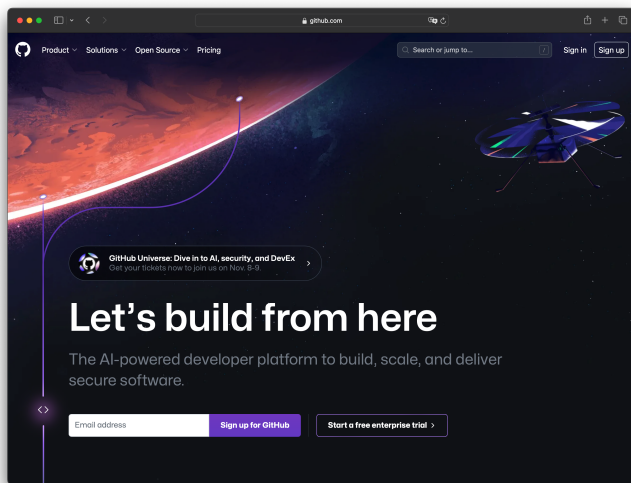 github.com
Product Solutions Open Source Pricing Search or jump to... / Sign in Sign up
GitHub Universe: Dive in to AI, security, and DevEx
Get your tickets now to join us on Nov. 8-9.
Let’s build from here
The AI-powered developer platform to build, scale, and deliver
secure software.
Email address Sign up for GitHub Start a free enterprise trial